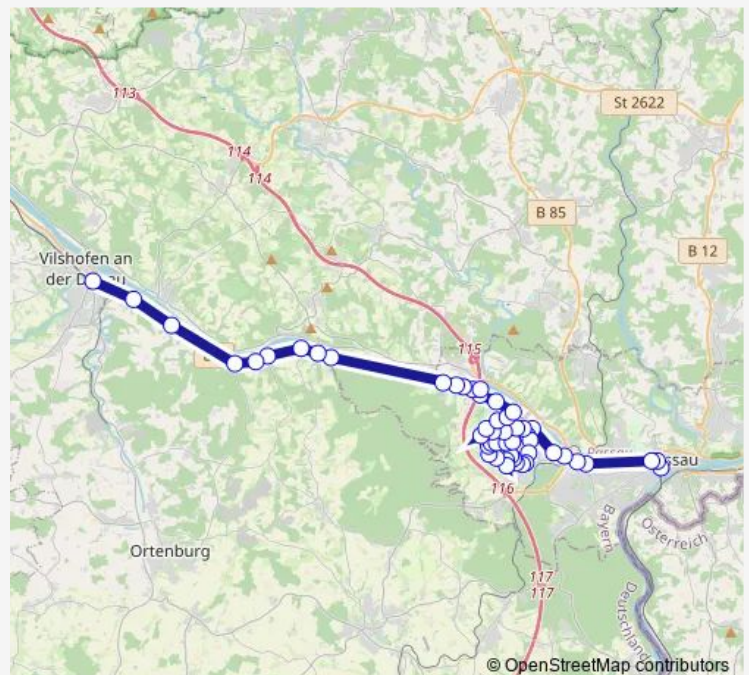 113
St 2622
114
114
B 85
Vilshofen an
der
B 12
115
Passau
116
Bayern
Österreich
Ortenburg
117
117
Deutschland
© OpenStreetMap contributors